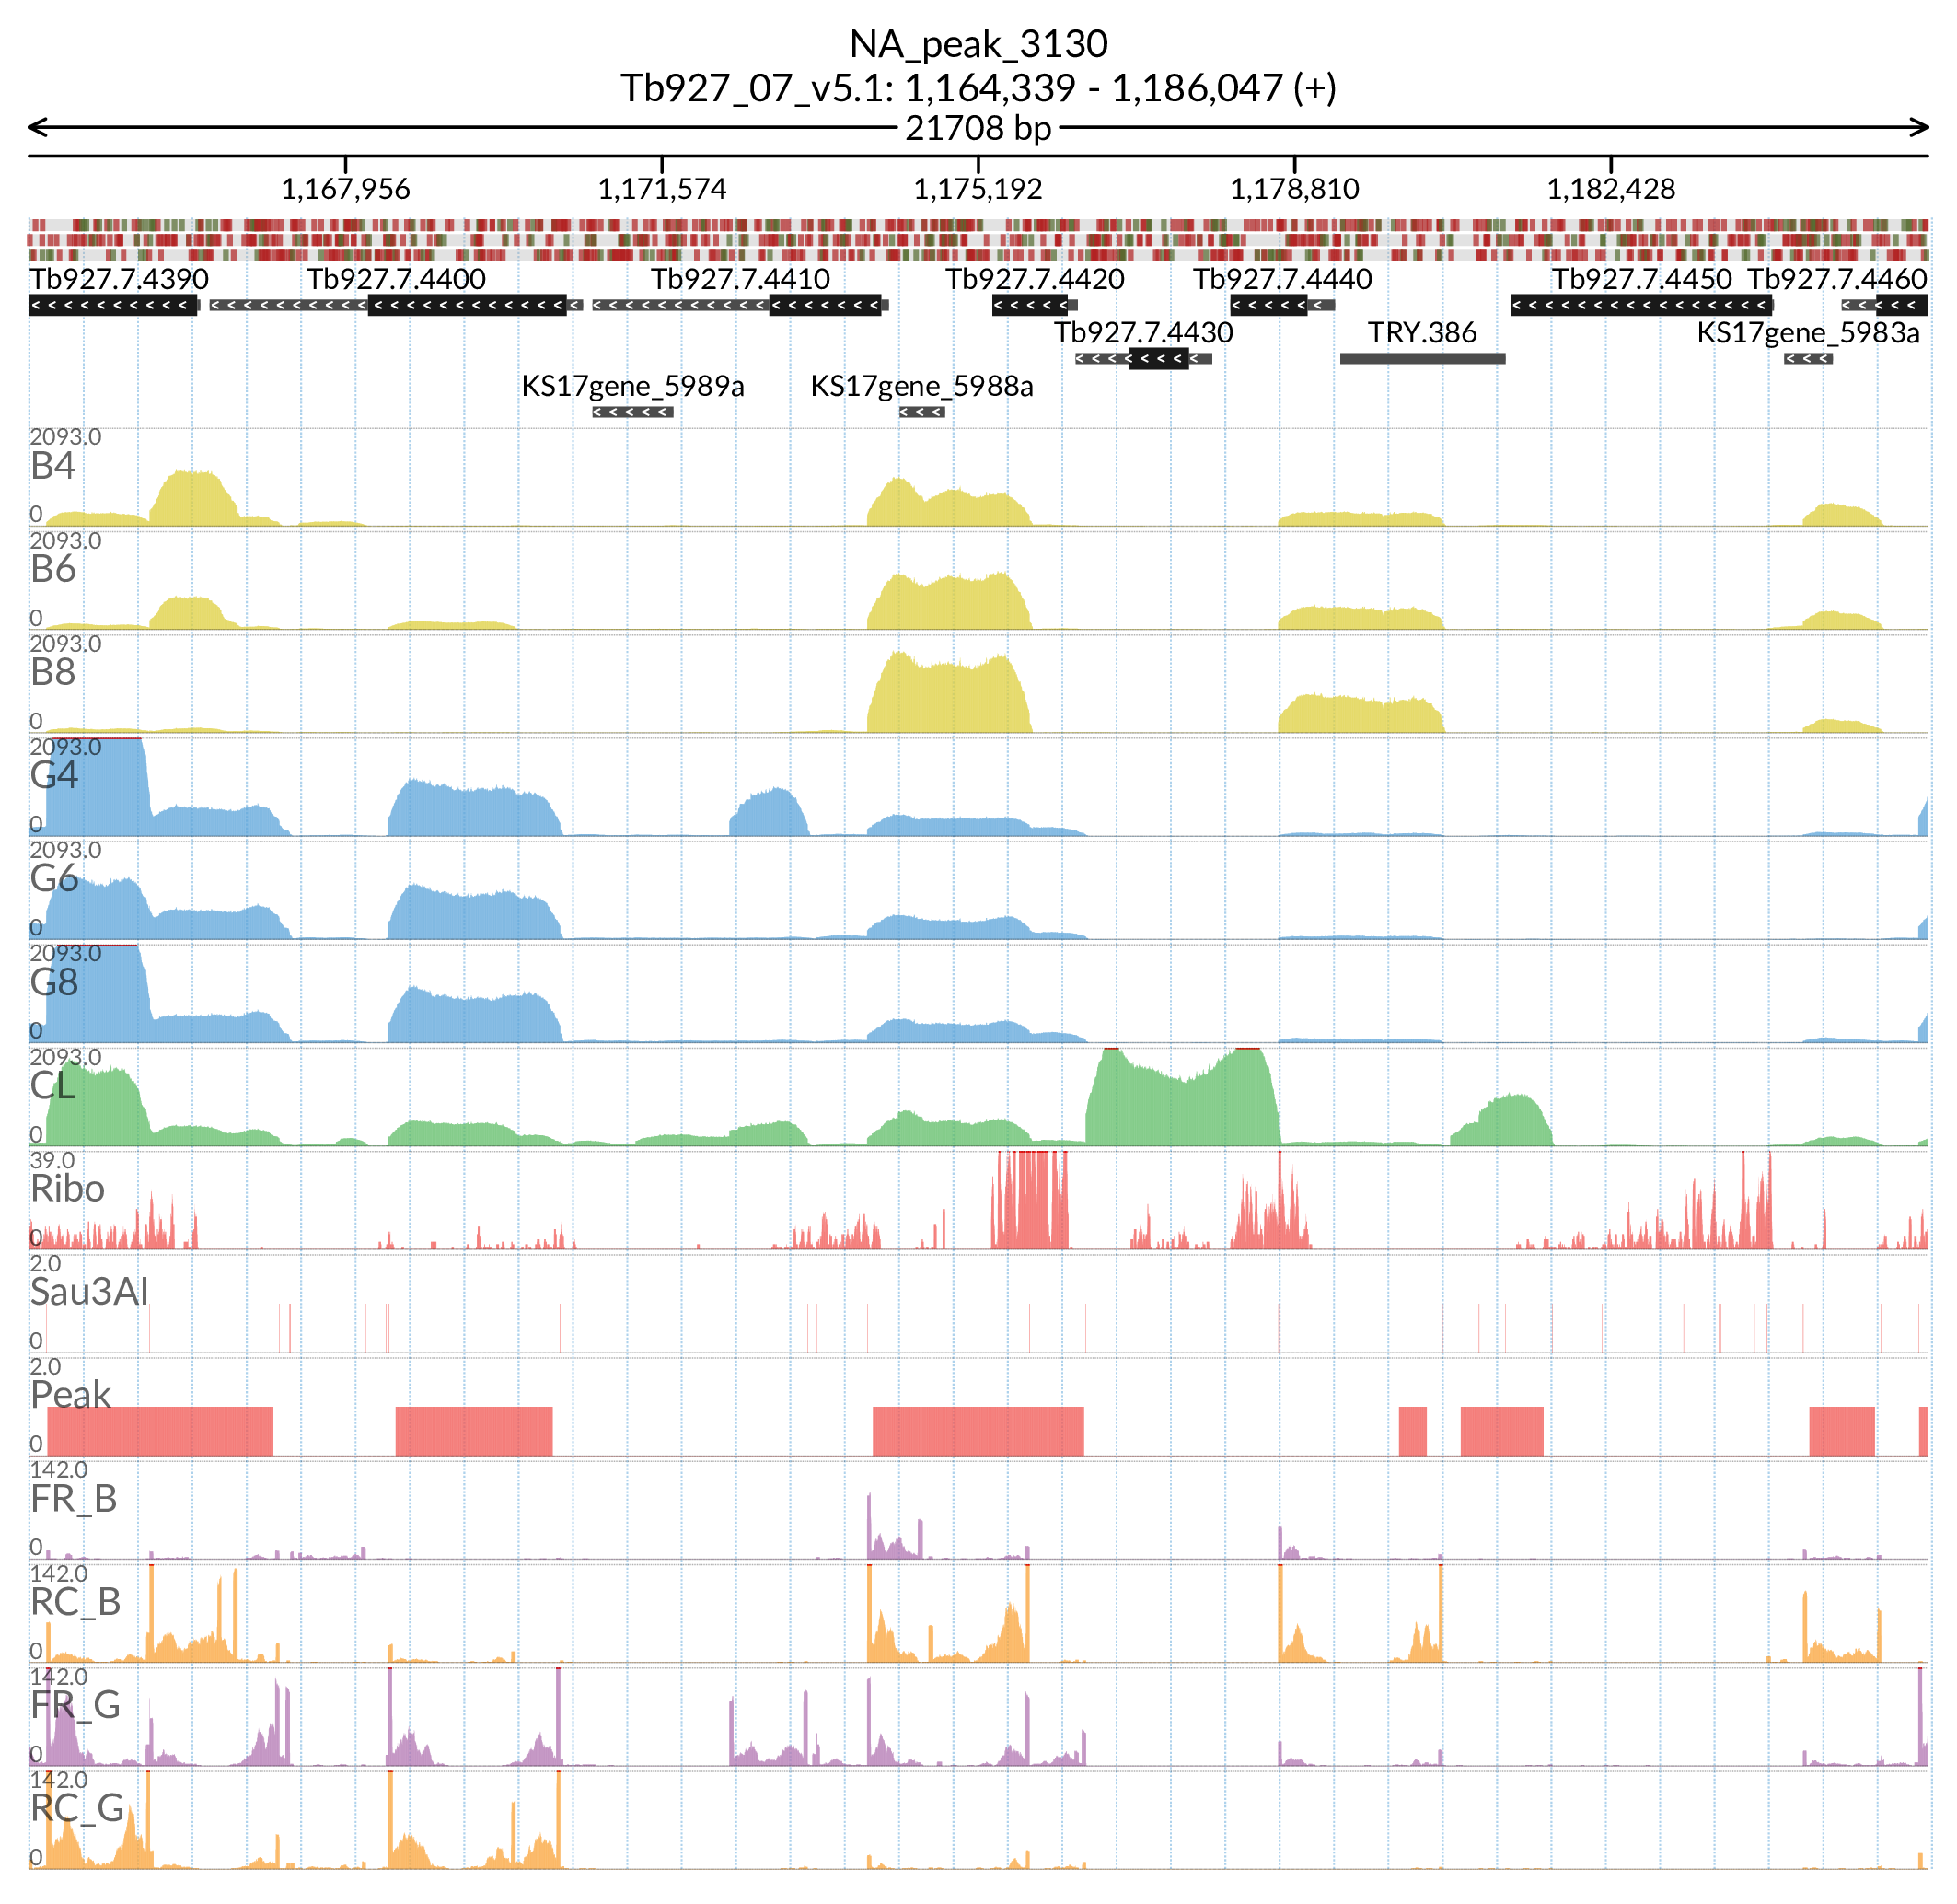 NA_peak_3130
Tb927_07_v5.1: 1,164,339 - 1,186,047 (+)
21708 bp
1,167,956 1,171,574 1,175,192 1,178,810 1,182,428
Tb927.7.4390 Tb927.7.4400 Tb927.7.4410 Tb927.7.4420 Tb927.7.4440 Tb927.7.4450 Tb927.7.4460
Tb927.7.4430 TRY.386 KS17gene_5983a
KS17gene_5989a KS17gene_5988a
2093.0
B4
0
2093.0
B6
0
2093.0
B8
0
2093.0
G4
0
2093.0
G6
0
2093.0
G8
0
2093.0
CL
0
39.0
Ribo
0
2.0
Sau3AI
0
2.0
Peak
0
142.0
FR_B
0
142.0
RC_B
0
142.0
FR_G
0
142.0
RC_G
0